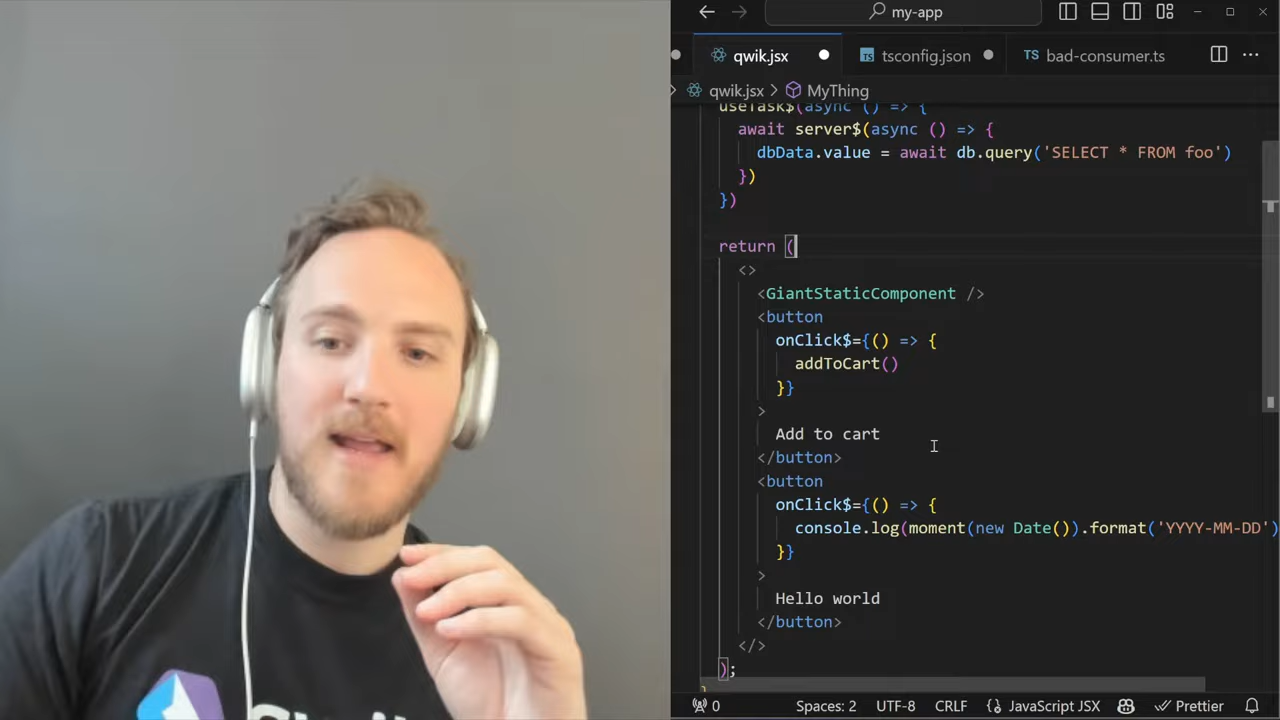 my-app
qwik.jsx
tsconfig.json
TS bad-consumer.ts
qwik.jsx > MyThing
useTask$(async () => {
await server$(async () => {
dbData.value = await db.query('SELECT * FROM foo')
})
})
return (
<>
<GiantStaticComponent />
<button
onClick$={() => {
addToCart()
}}
>
Add to cart
</button>
<button
onClick$={() => {
console.log(moment(new Date()).format('YYYY-MM-DD')
}}
>
Hello world
</button>
</>
);
0 Spaces: 2 UTF-8 CRLF {} JavaScript JSX Prettier